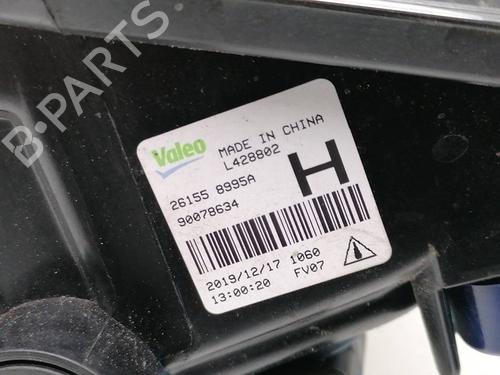 B-PARTS
Valeo MADE IN CHINA
L428802
26155 8995A
90078634
H
2019/12/17 1060
13:00:20 FV07